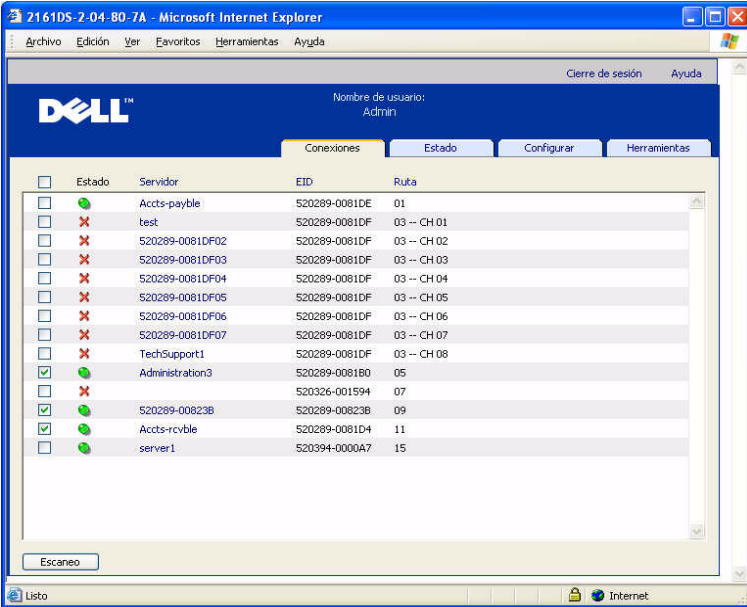 2161DS-2-04-80-7A - Microsoft Internet Explorer
Archivo Edición Ver Favoritos Herramientas Ayuda
Cierre de sesión Ayuda
DELL™
Nombre de usuario:
Admin
Conexiones Estado Configurar Herramientas
Estado Servidor EID Ruta
Accts-payble 520289-0081DE 01
test 520289-0081DF 03 -- CH 01
520289-0081DF02 520289-0081DF 03 -- CH 02
520289-0081DF03 520289-0081DF 03 -- CH 03
520289-0081DF04 520289-0081DF 03 -- CH 04
520289-0081DF05 520289-0081DF 03 -- CH 05
520289-0081DF06 520289-0081DF 03 -- CH 06
520289-0081DF07 520289-0081DF 03 -- CH 07
TechSupport1 520289-0081DF 03 -- CH 08
Administration3 520289-0081B0 05
520326-001594 07
520289-00823B 520289-00823B 09
Accts-rcvble 520289-0081D4 11
server1 520394-0000A7 15
Escaneo
Listo Internet